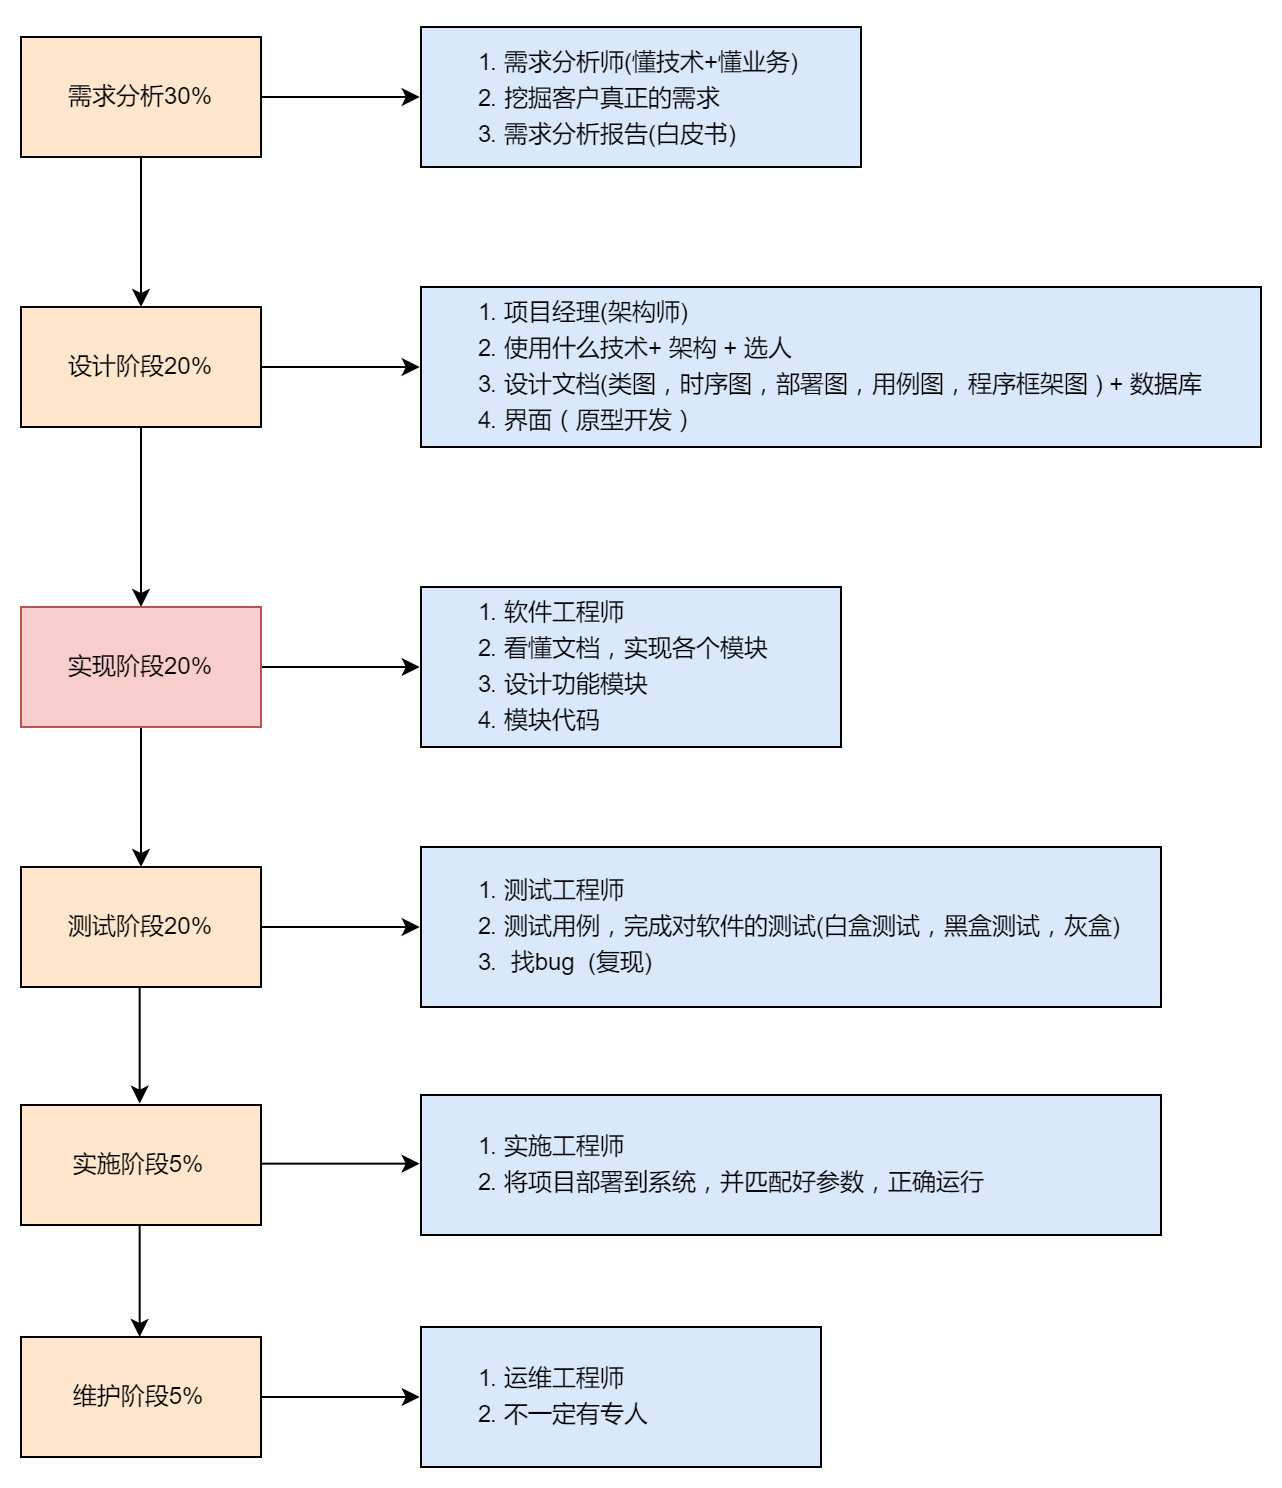 需求分析30%
1. 需求分析师(懂技术+懂业务)
2. 挖掘客户真正的需求
3. 需求分析报告(白皮书)
设计阶段20%
1. 项目经理(架构师)
2. 使用什么技术+ 架构 + 选人
3. 设计文档(类图，时序图，部署图，用例图，程序框架图 ) + 数据库
4. 界面（原型开发）
实现阶段20%
1. 软件工程师
2. 看懂文档，实现各个模块
3. 设计功能模块
4. 模块代码
测试阶段20%
1. 测试工程师
2. 测试用例，完成对软件的测试(白盒测试，黑盒测试，灰盒)
3.  找bug  (复现)
实施阶段5%
1. 实施工程师
2. 将项目部署到系统，并匹配好参数，正确运行
维护阶段5%
1. 运维工程师
2. 不一定有专人